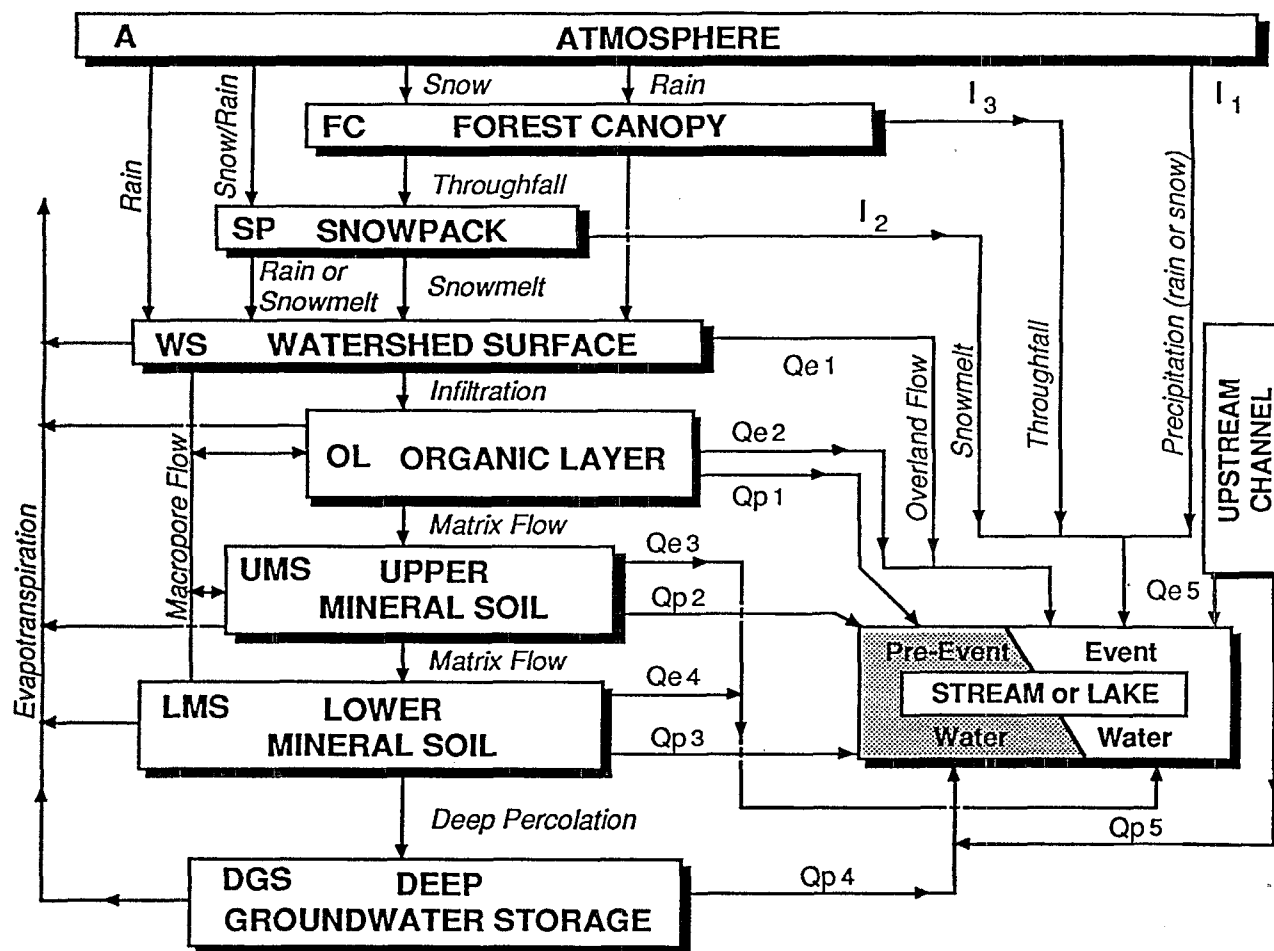 A ATMOSPHERE
Snow
Rain
I 3
I 1
FC FOREST CANOPY
Rain
Snow/Rain
Throughfall
SP SNOWPACK
I 2
Rain or
Snowmelt
Snowmelt
WS WATERSHED SURFACE
Qe1
Infiltration
Overland Flow
Snowmelt
Throughfall
Precipitation (rain or snow)
UPSTREAM
CHANNEL
OL ORGANIC LAYER
Qe2
Qp1
Evapotranspiration
Macropore Flow
Matrix Flow
UMS UPPER
MINERAL SOIL
Qe3
Qp2
Qe5
Matrix Flow
Pre-Event
Event
STREAM or LAKE
Water
Water
LMS LOWER
MINERAL SOIL
Qe4
Qp3
Deep Percolation
Qp5
DGS DEEP
GROUNDWATER STORAGE
Qp4